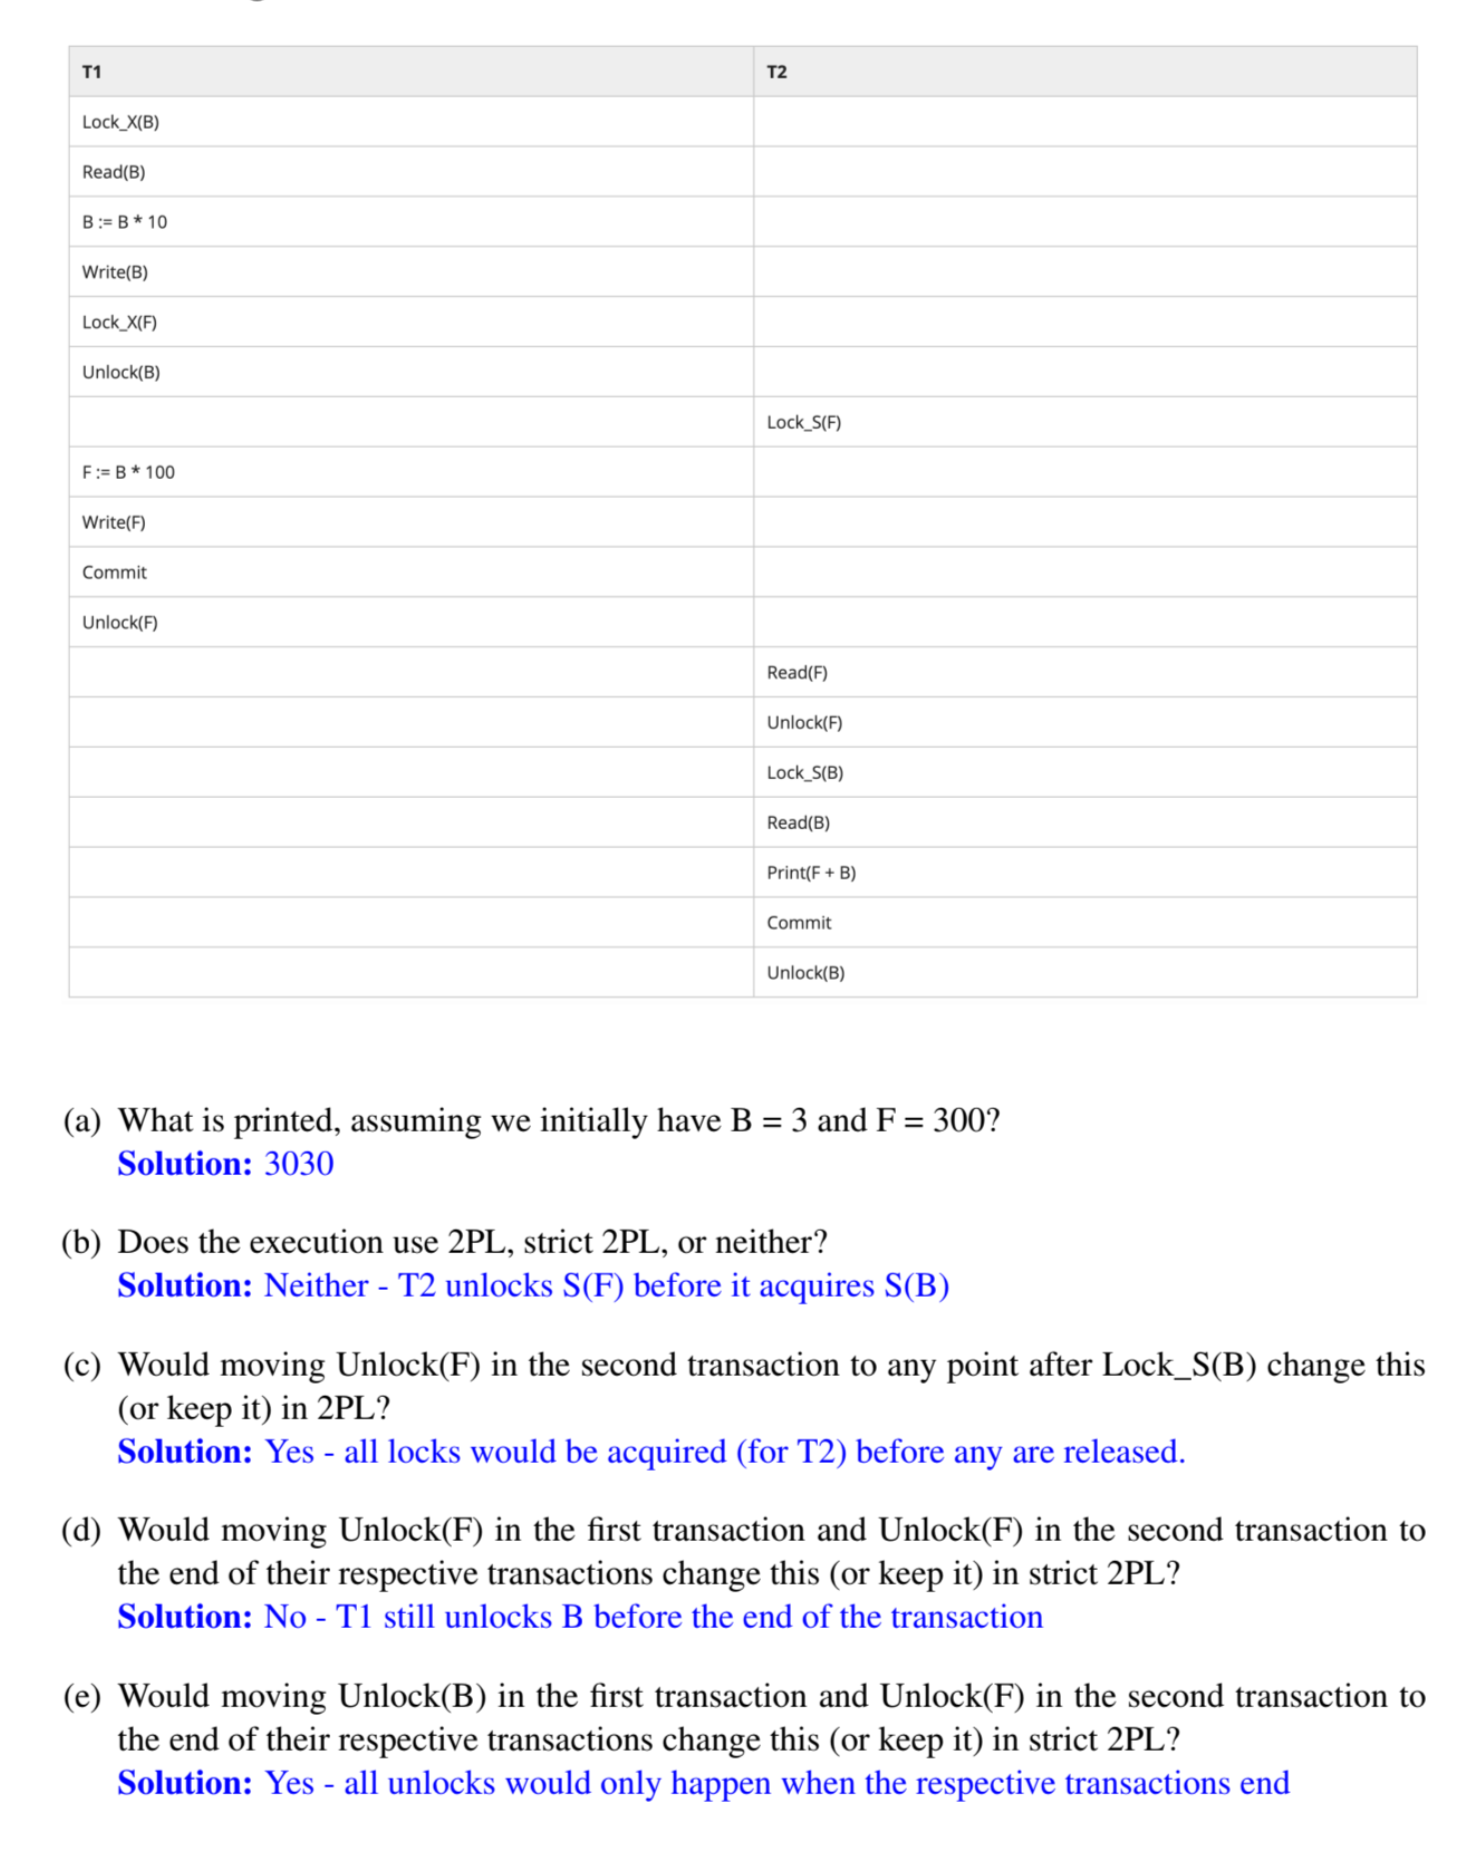 T1 T2
Lock_X(B)
Read(B)
B := B * 10
Write(B)
Lock_X(F)
Unlock(B)
Lock_S(F)
F := B * 100
Write(F)
Commit
Unlock(F)
Read(F)
Unlock(F)
Lock_S(B)
Read(B)
Print(F + B)
Commit
Unlock(B)
(a) What is printed, assuming we initially have B = 3 and F = 300?
Solution: 3030
(b) Does the execution use 2PL, strict 2PL, or neither?
Solution: Neither - T2 unlocks S(F) before it acquires S(B)
(c) Would moving Unlock(F) in the second transaction to any point after Lock_S(B) change this
(or keep it) in 2PL?
Solution: Yes - all locks would be acquired (for T2) before any are released.
(d) Would moving Unlock(F) in the first transaction and Unlock(F) in the second transaction to
the end of their respective transactions change this (or keep it) in strict 2PL?
Solution: No - T1 still unlocks B before the end of the transaction
(e) Would moving Unlock(B) in the first transaction and Unlock(F) in the second transaction to
the end of their respective transactions change this (or keep it) in strict 2PL?
Solution: Yes - all unlocks would only happen when the respective transactions end